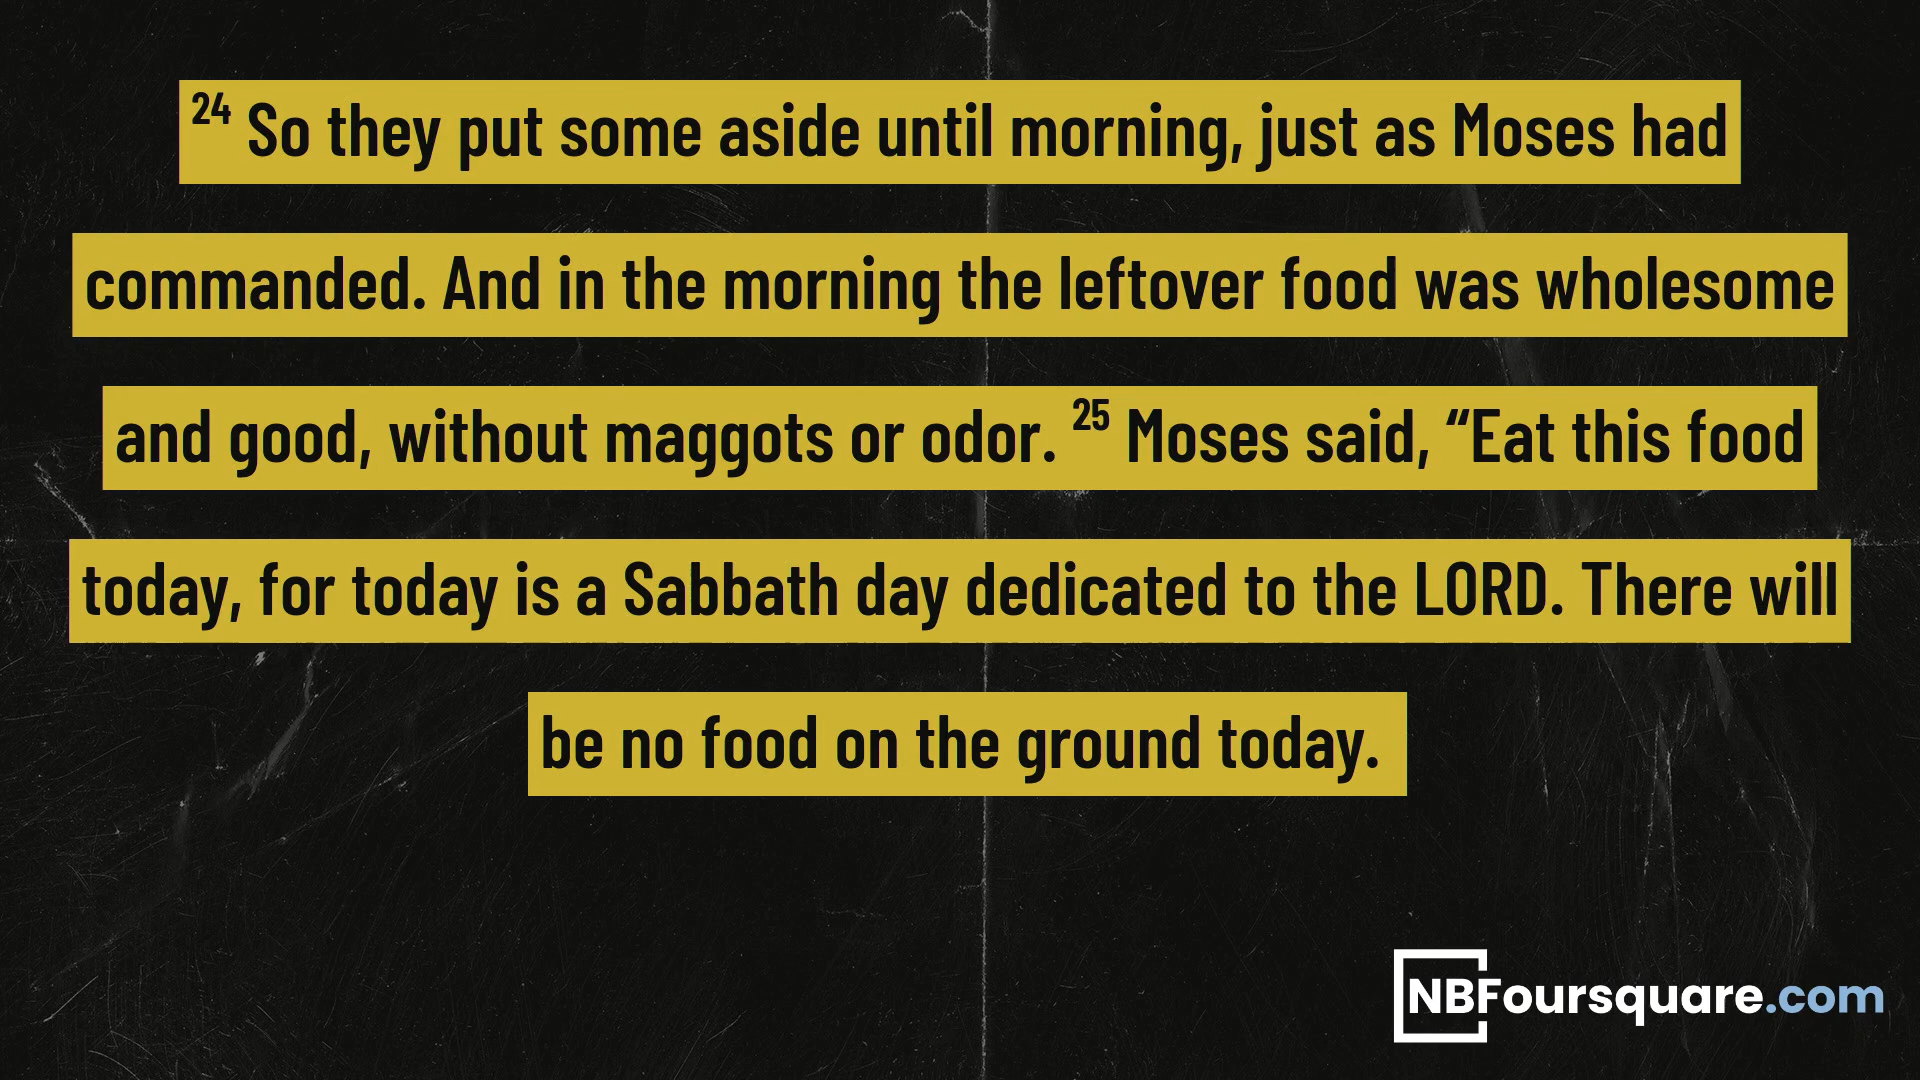 24 So they put some aside until morning, just as Moses had
commanded. And in the morning the leftover food was wholesome
and good, without maggots or odor. 25 Moses said, “Eat this food
today, for today is a Sabbath day dedicated to the LORD. There will
be no food on the ground today.
NBFoursquare.com